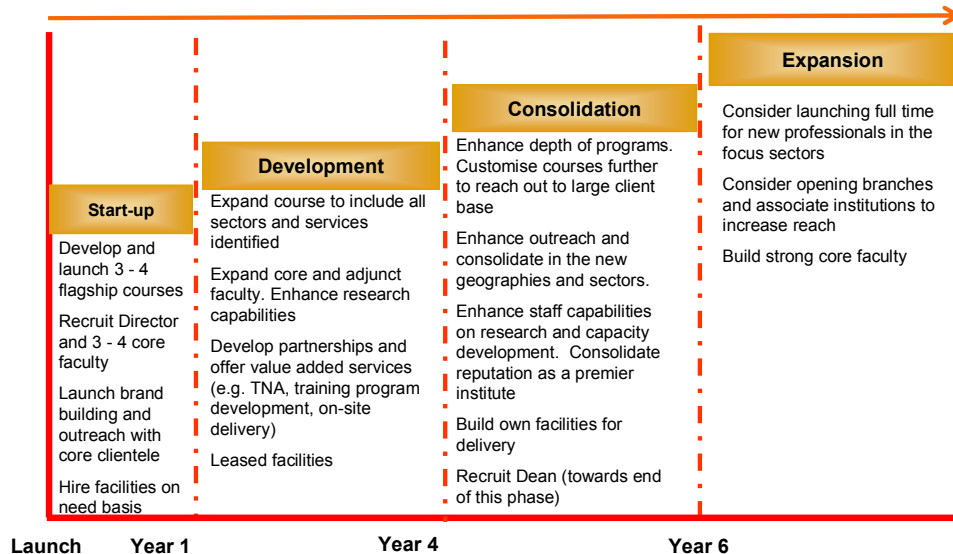 Start-up
Develop and
launch 3 - 4
flagship courses
Recruit Director
and 3 - 4 core
faculty
Launch brand
building and
outreach with
core clientele
Hire facilities on
need basis
Development
Expand course to include all
sectors and services
identified
Expand core and adjunct
faculty. Enhance research
capabilities
Develop partnerships and
offer value added services
(e.g. TNA, training program
development, on-site
delivery)
Leased facilities
Consolidation
Enhance depth of programs.
Customise courses further
to reach out to large client
base
Enhance outreach and
consolidate in the new
geographies and sectors.
Enhance staff capabilities
on research and capacity
development.  Consolidate
reputation as a premier
institute
Build own facilities for
delivery
Recruit Dean (towards end
of this phase)
Expansion
Consider launching full time
for new professionals in the
focus sectors
Consider opening branches
and associate institutions to
increase reach
Build strong core faculty
Launch
Year 1
Year 4
Year 6